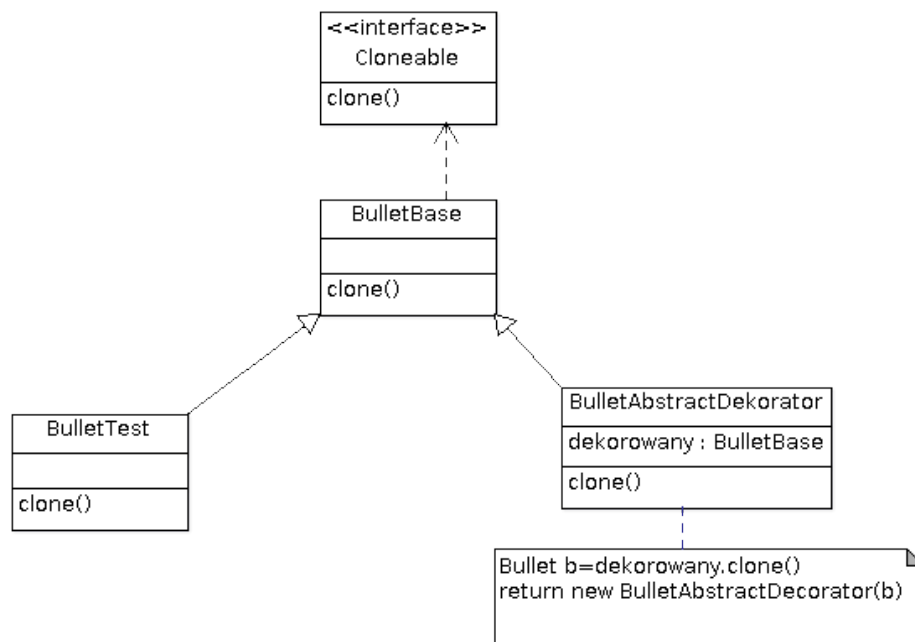 <<interface>>
Cloneable
clone()
BulletBase
clone()
BulletTest
clone()
BulletAbstractDekorator
dekorowany : BulletBase
clone()
Bullet b=dekorowany.clone()
return new BulletAbstractDecorator(b)